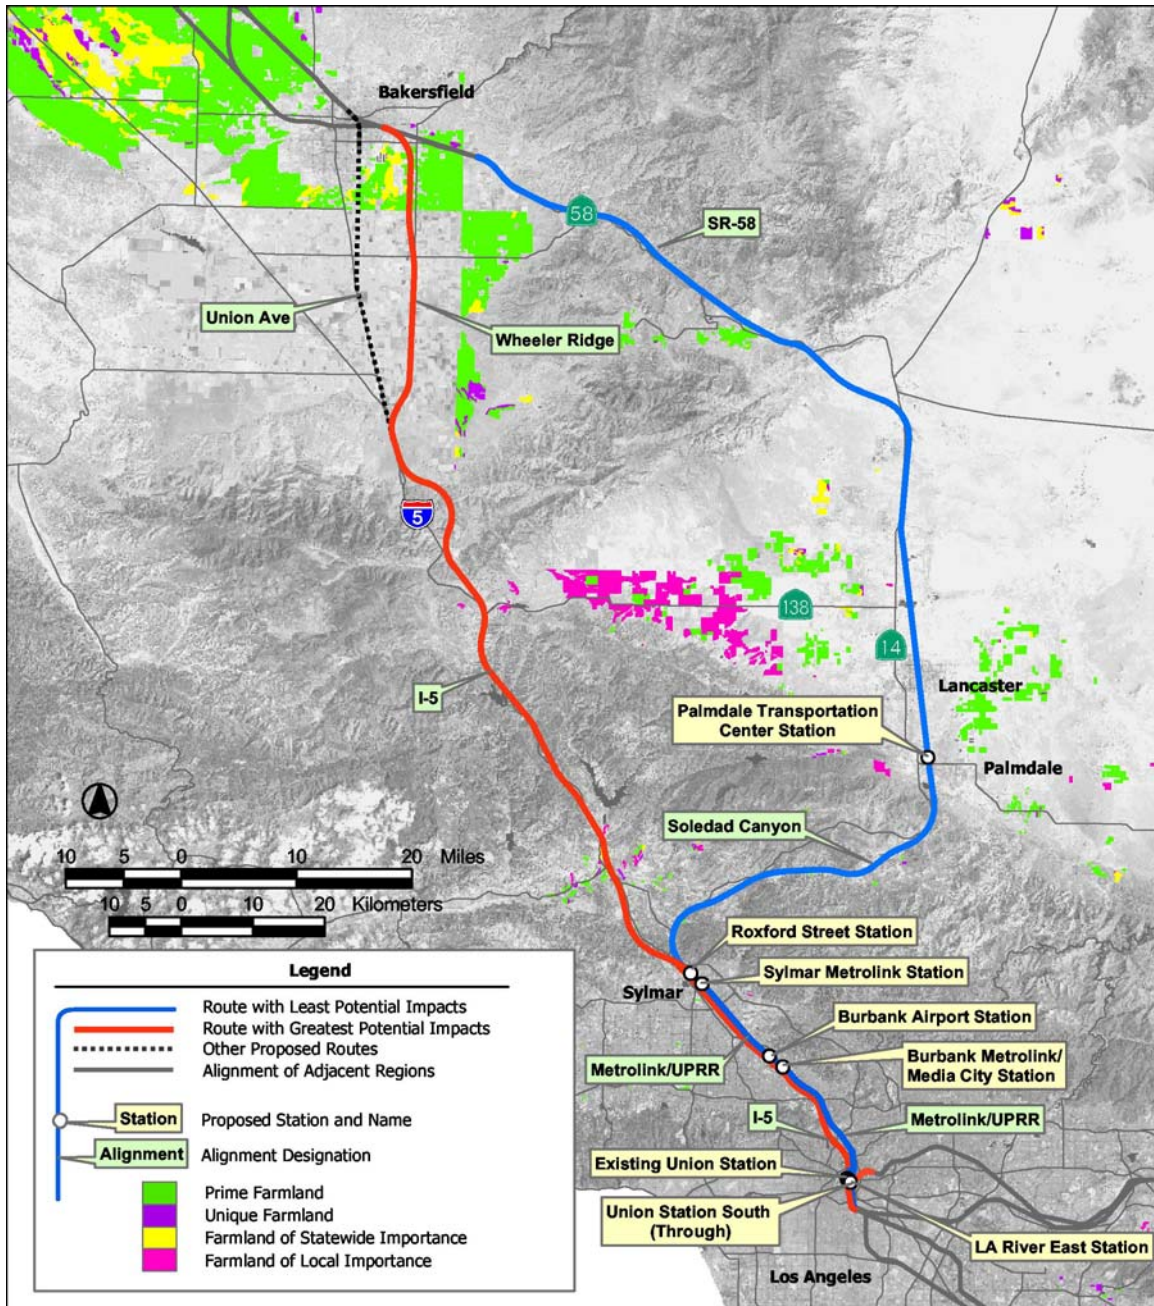 Bakersfield
58
SR-58
Union Ave
Wheeler Ridge
5
138
14
I-5
Lancaster
Palmdale Transportation
Center Station
Palmdale
Soledad Canyon
10 5 0 10 20 Miles
10 5 0 10 20 Kilometers
Roxford Street Station
Sylmar Metrolink Station
Sylmar
Burbank Airport Station
Metrolink/UPRR
Burbank Metrolink/
Media City Station
I-5
Metrolink/UPRR
Existing Union Station
Union Station South
(Through)
LA River East Station
Los Angeles
Legend
Route with Least Potential Impacts
Route with Greatest Potential Impacts
Other Proposed Routes
Alignment of Adjacent Regions
Station Proposed Station and Name
Alignment Alignment Designation
Prime Farmland
Unique Farmland
Farmland of Statewide Importance
Farmland of Local Importance